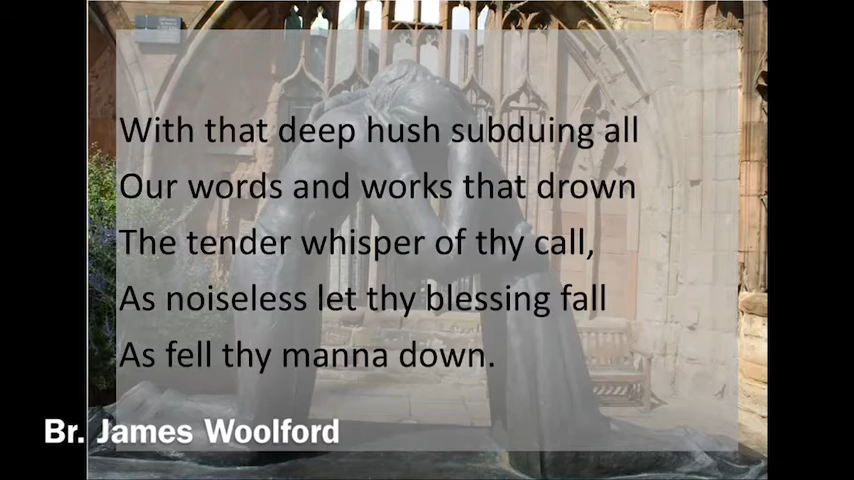 With that deep hush subduing all
Our words and works that drown
The tender whisper of thy call,
As noiseless let thy blessing fall
As fell thy manna down.
Br. James Woolford